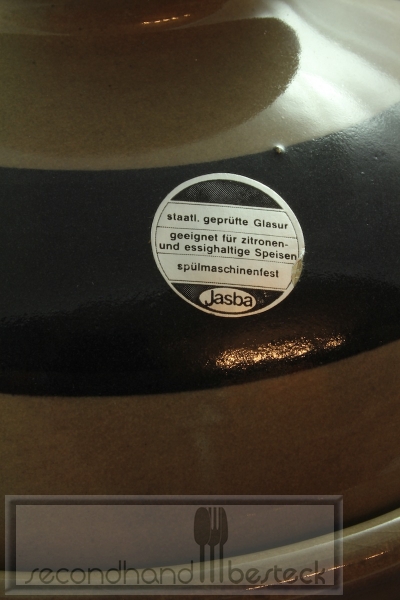 staatl. geprüfte Glasur
geeignet für zitronen-
und essighaltige Speisen
spülmaschinenfest
Jasba
secondhand besteck